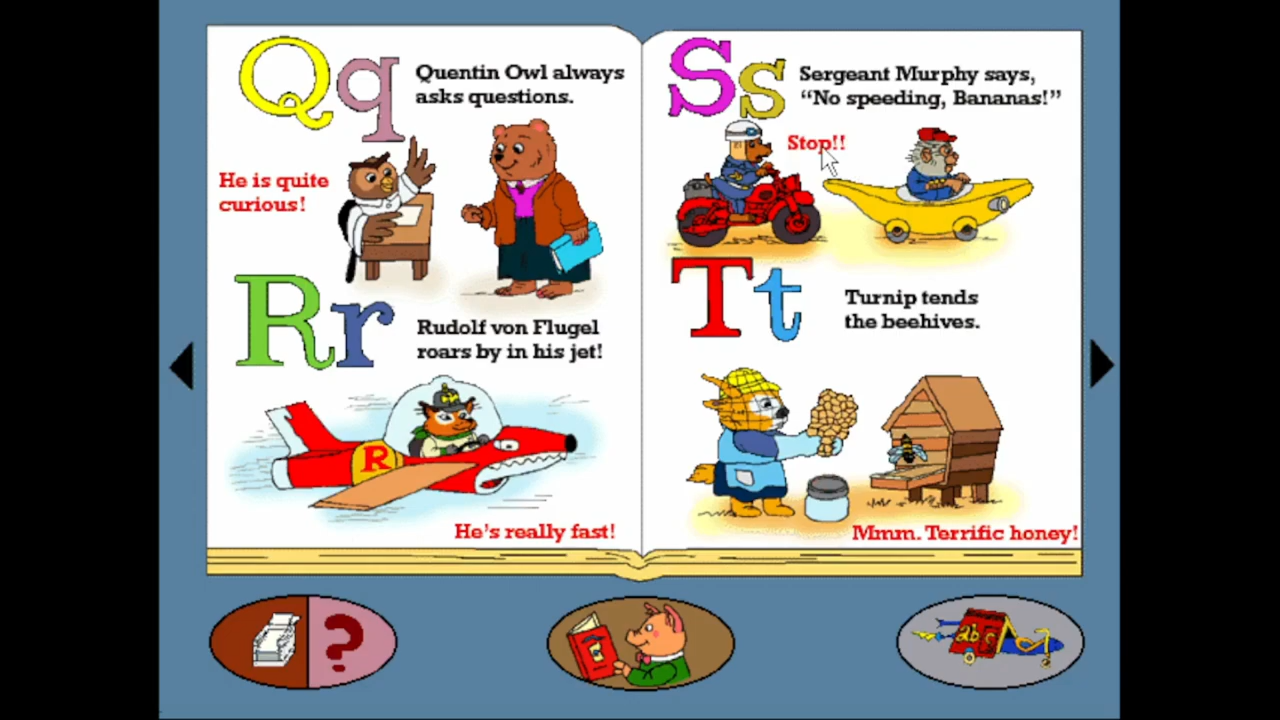 Qq
Quentin Owl always
asks questions.
He is quite
curious!
Rr
Rudolf von Flugel
roars by in his jet!
R
He's really fast!
Ss
Sergeant Murphy says,
“No speeding, Bananas!”
Stop!!
Tt
Turnip tends
the beehives.
Mmm. Terrific honey!
?
abc